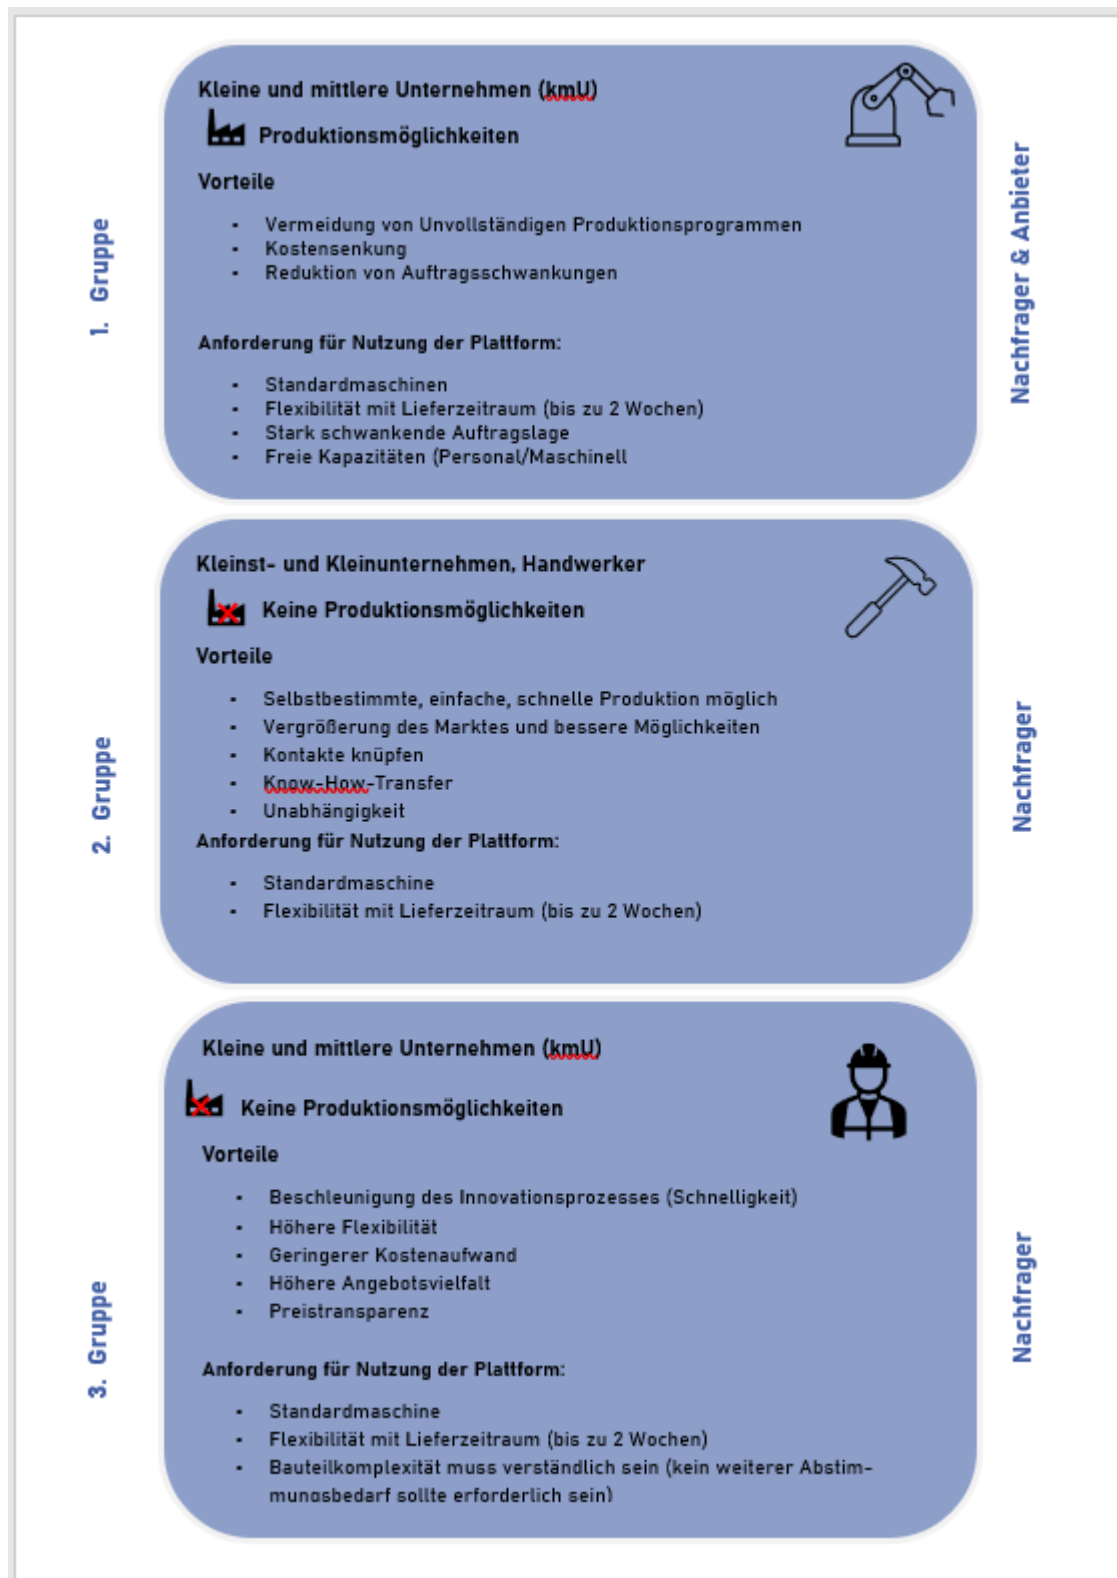 Kleine und mittlere Unternehmen (kmU)
Produktionsmöglichkeiten
Vorteile
- Vermeidung von Unvollständigen Produktionsprogrammen
- Kostensenkung
- Reduktion von Auftragsschwankungen
Anforderung für Nutzung der Plattform:
- Standardmaschinen
- Flexibilität mit Lieferzeitraum (bis zu 2 Wochen)
- Stark schwankende Auftragslage
- Freie Kapazitäten (Personal/Maschinell
1. Gruppe
Nachfrager & Anbieter
Kleinst- und Kleinunternehmen, Handwerker
Keine Produktionsmöglichkeiten
Vorteile
- Selbstbestimmte, einfache, schnelle Produktion möglich
- Vergrößerung des Marktes und bessere Möglichkeiten
- Kontakte knüpfen
- Know-How-Transfer
- Unabhängigkeit
Anforderung für Nutzung der Plattform:
- Standardmaschine
- Flexibilität mit Lieferzeitraum (bis zu 2 Wochen)
2. Gruppe
Nachfrager
Kleine und mittlere Unternehmen (kmU)
Keine Produktionsmöglichkeiten
Vorteile
- Beschleunigung des Innovationsprozesses (Schnelligkeit)
- Höhere Flexibilität
- Geringerer Kostenaufwand
- Höhere Angebotsvielfalt
- Preistransparenz
Anforderung für Nutzung der Plattform:
- Standardmaschine
- Flexibilität mit Lieferzeitraum (bis zu 2 Wochen)
- Bauteilkomplexität muss verständlich sein (kein weiterer Abstim-
mungsbedarf sollte erforderlich sein)
3. Gruppe
Nachfrager